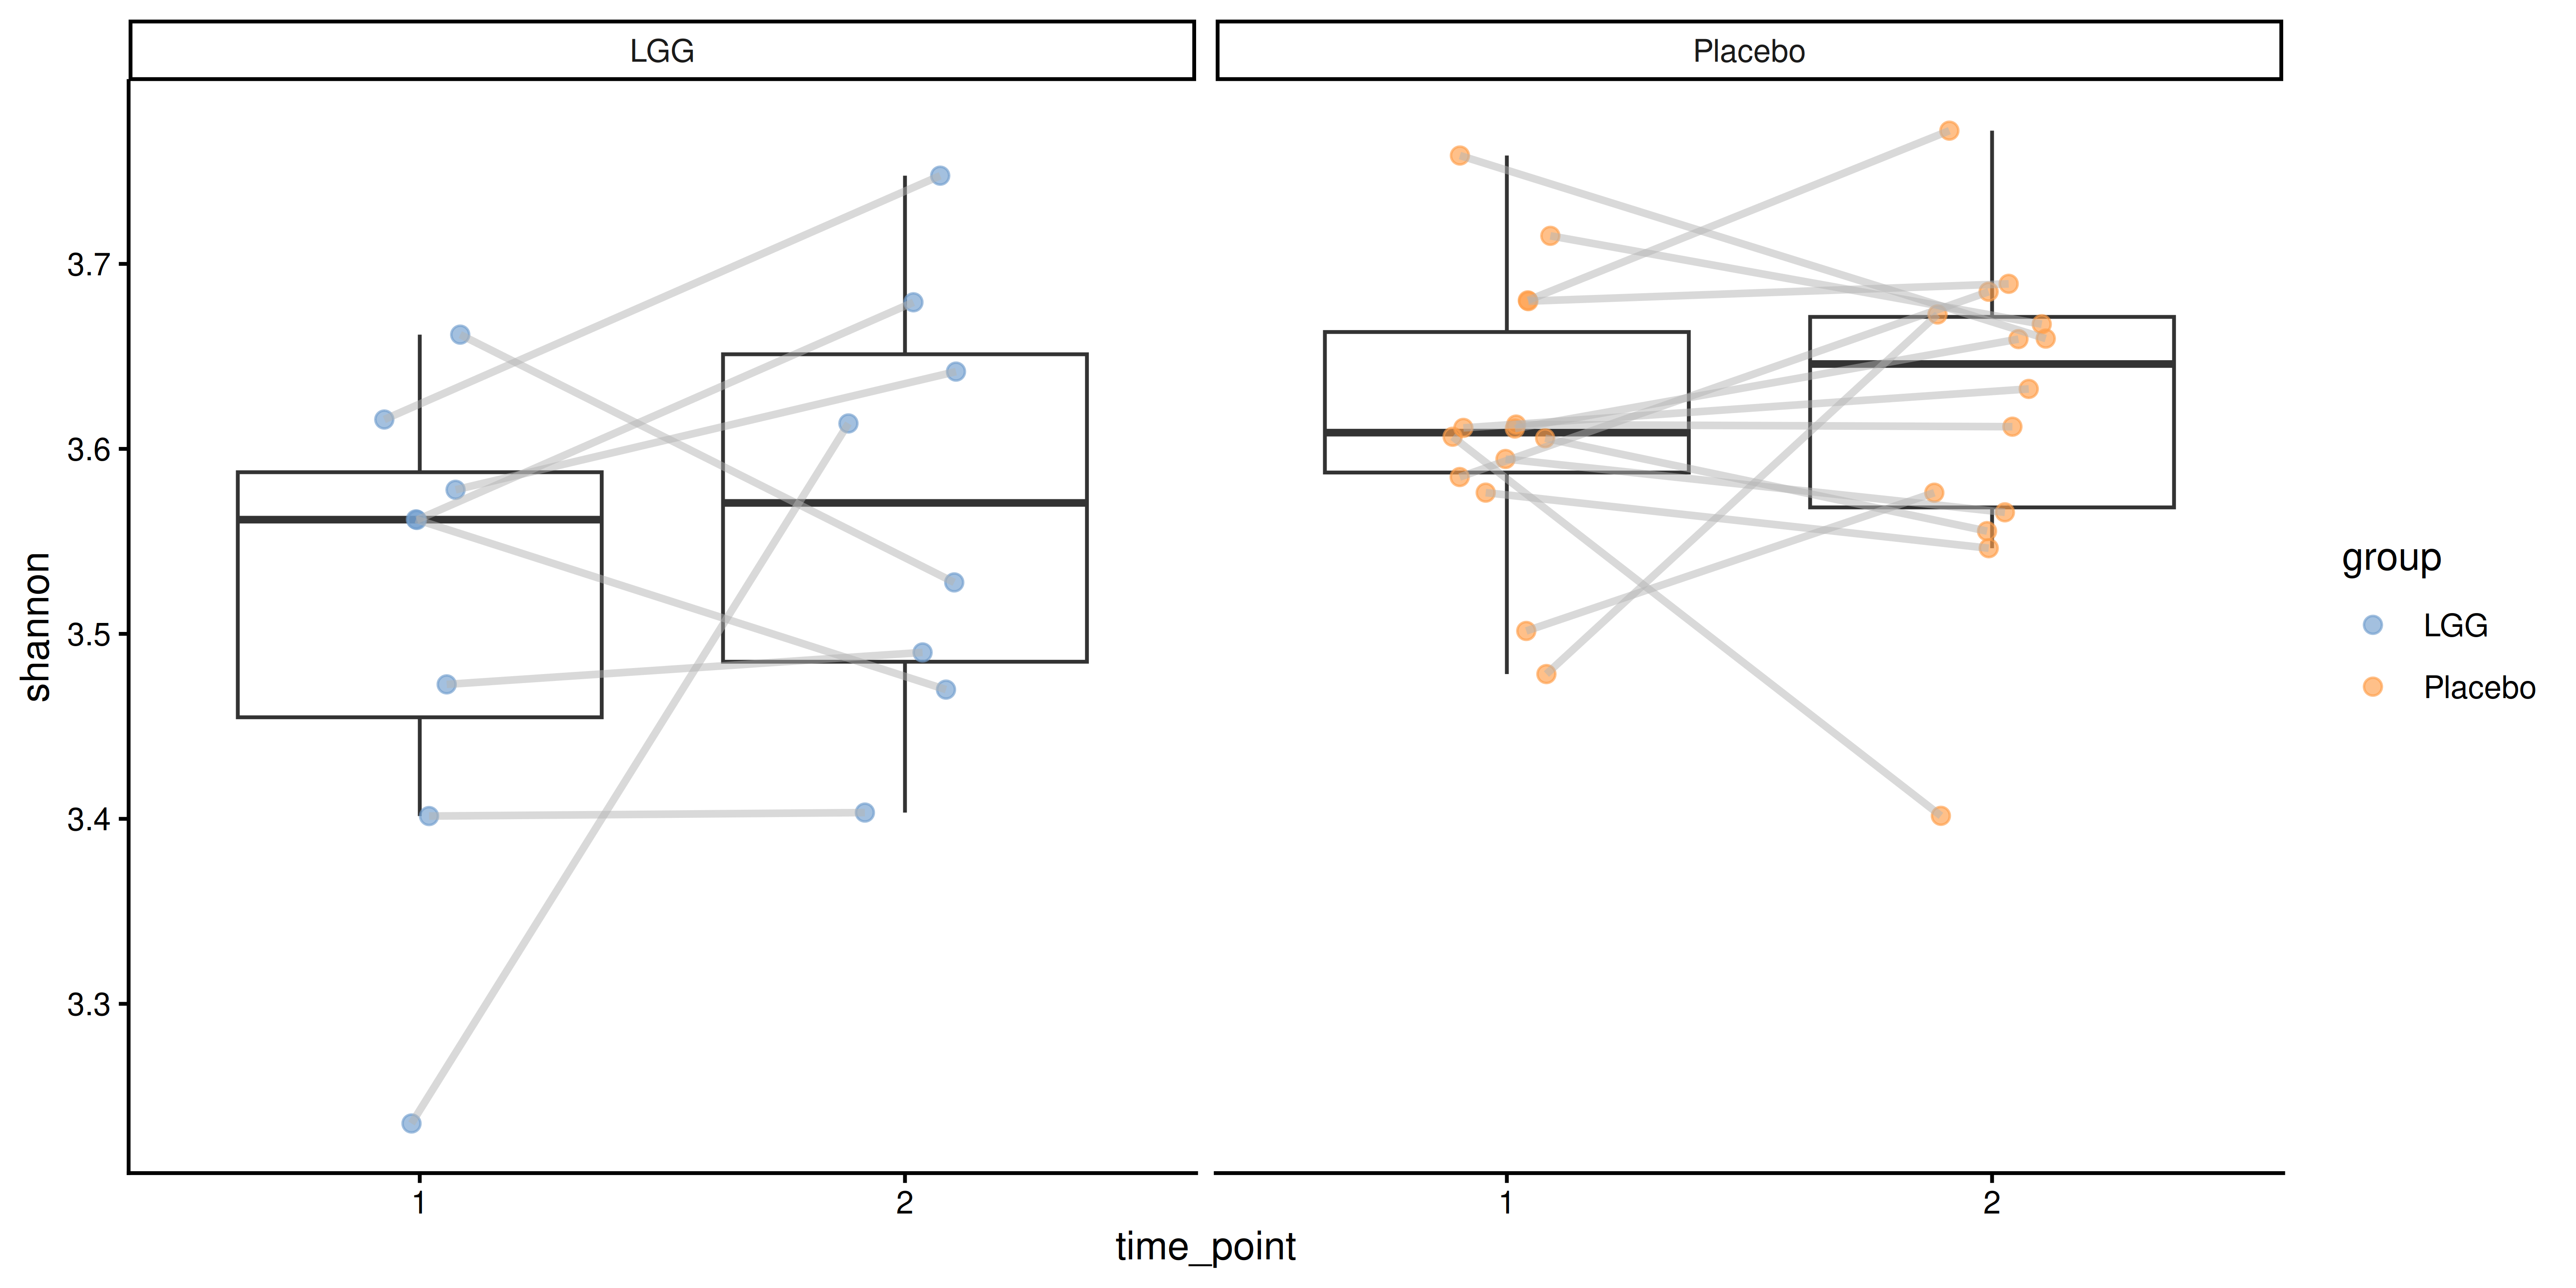 LGG
Placebo
shannon
3.7
3.6
3.5
3.4
3.3
1
2
1
2
time_point
group
LGG
Placebo